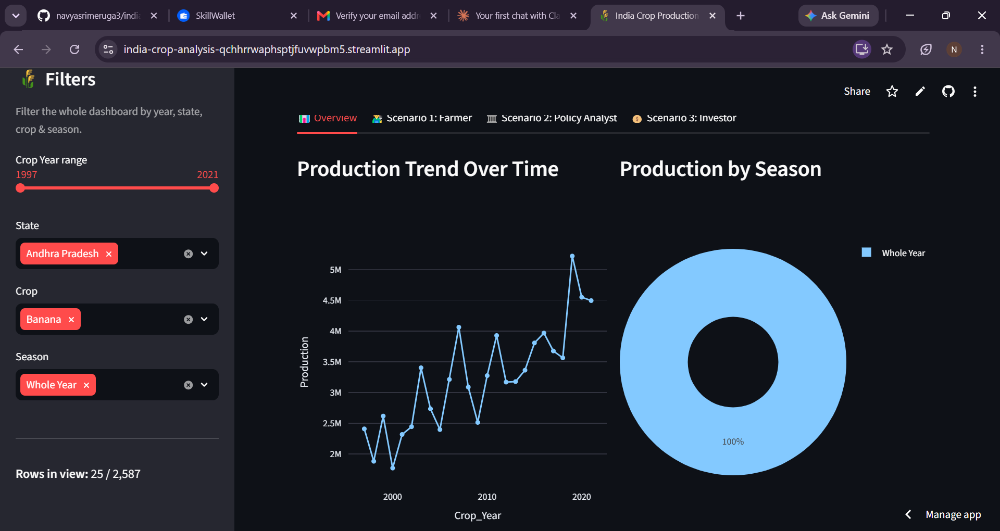 navyasrimeruga3/indi
SkillWallet
Verify your email addr
Your first chat with Cla
India Crop Production
Ask Gemini
india-crop-analysis-qchhrrwaphsptjfuvwpbm5.streamlit.app
N
Filters
Filter the whole dashboard by year, state,
crop & season.
Crop Year range
1997 2021
State
Andhra Pradesh
Crop
Banana
Season
Whole Year
Rows in view: 25 / 2,587
Share
Overview
Scenario 1: Farmer
Scenario 2: Policy Analyst
Scenario 3: Investor
Production Trend Over Time
5M
4.5M
4M
3.5M
3M
2.5M
2M
Production
2000 2010 2020
Crop_Year
Production by Season
Whole Year
100%
Manage app